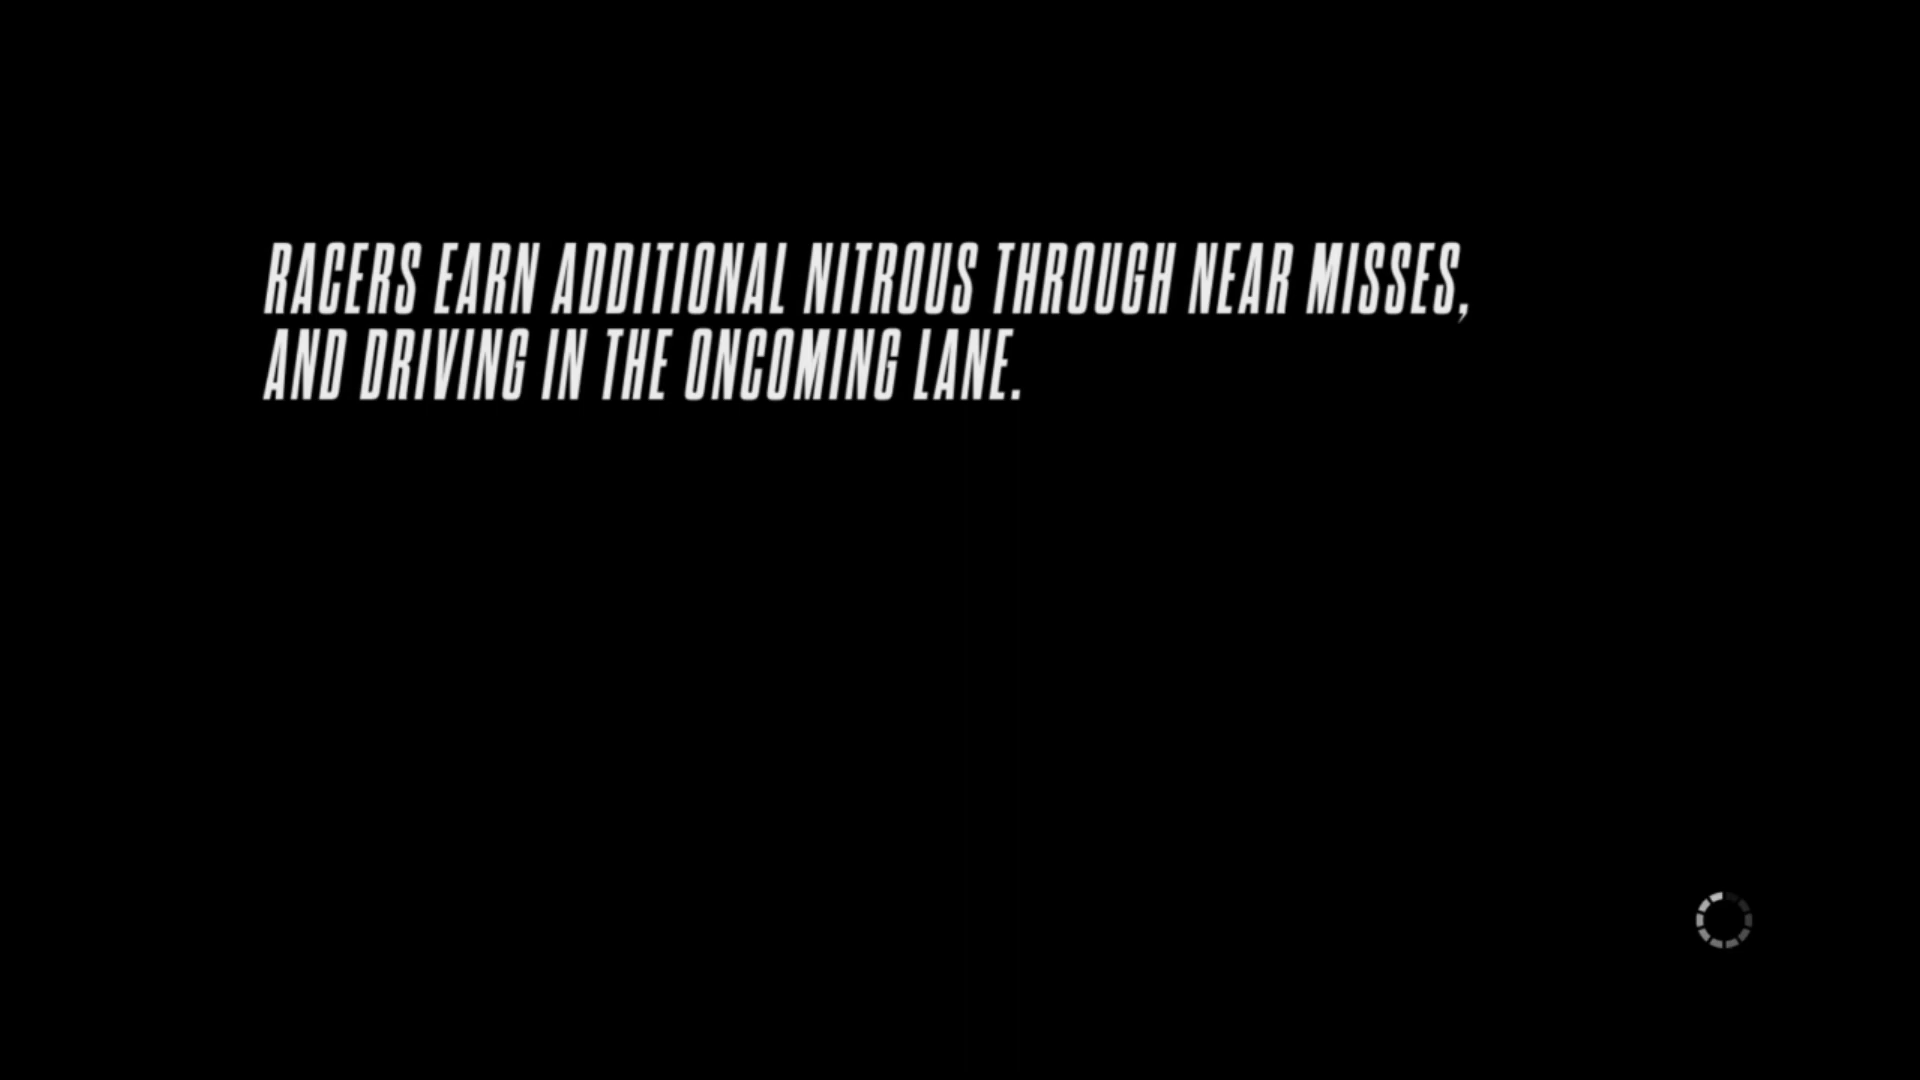 RACERS EARN ADDITIONAL NITROUS THROUGH NEAR MISSES,
AND DRIVING IN THE ONCOMING LANE.